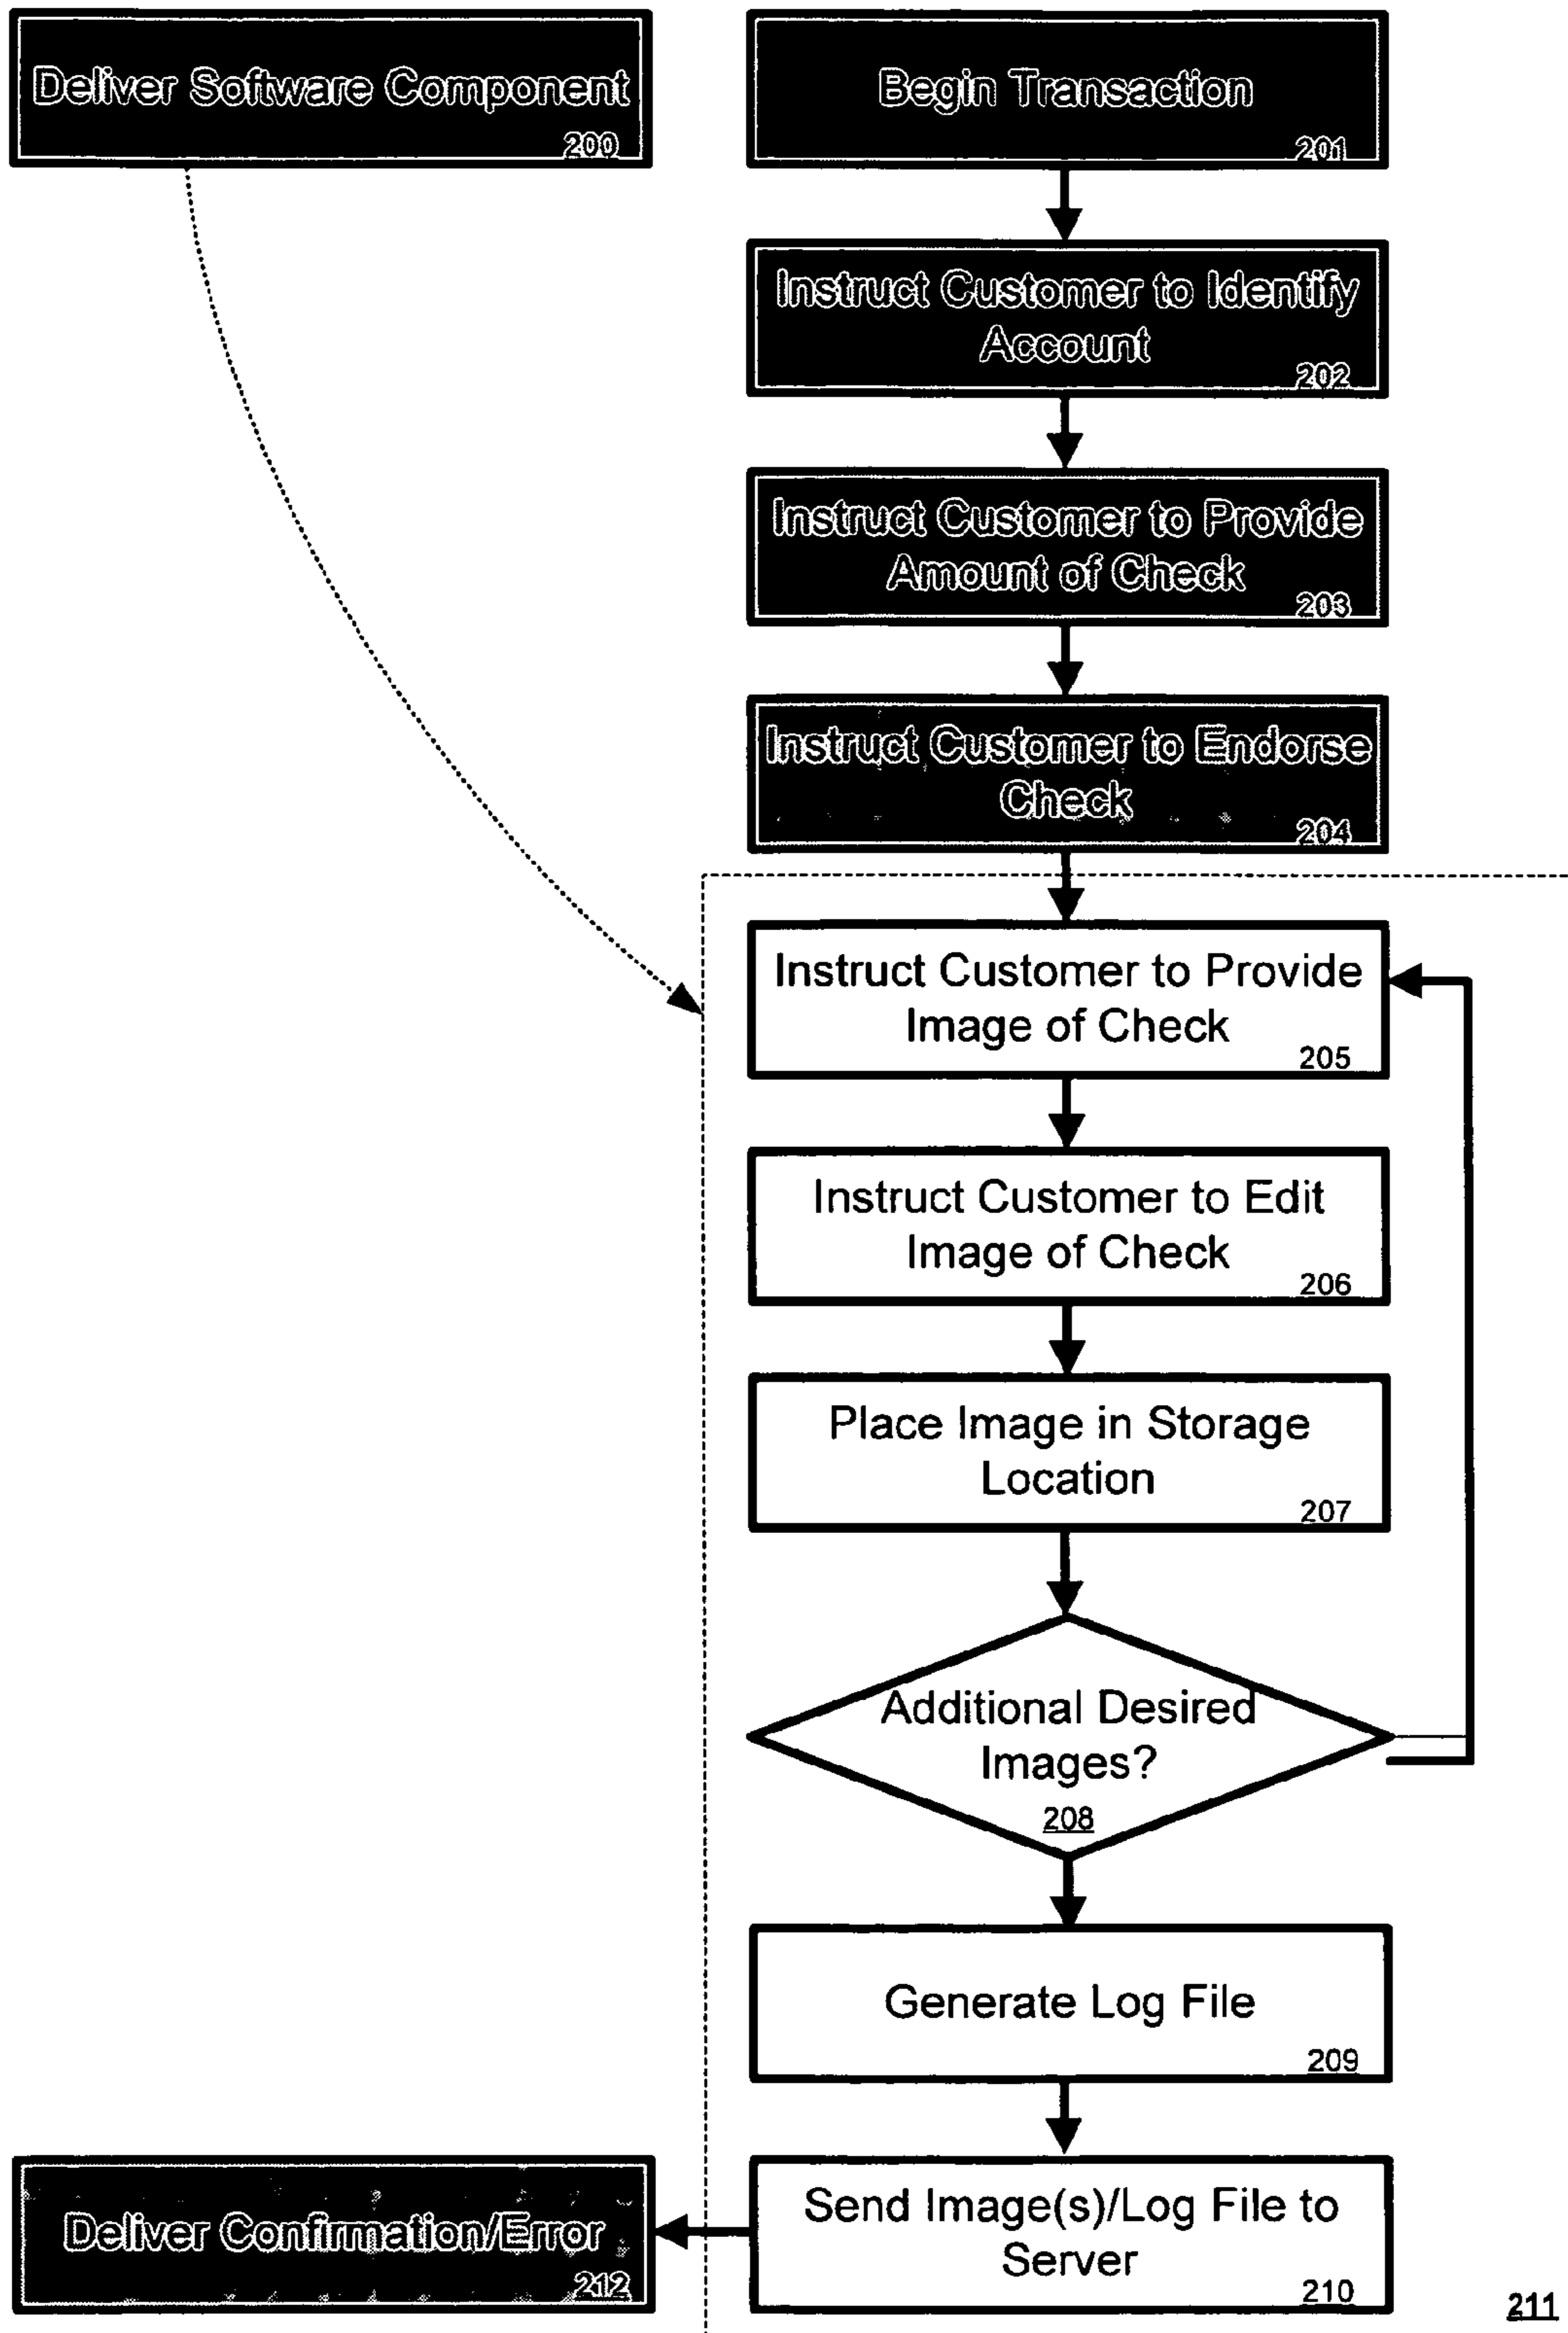 Deliver Software Component
200
Begin Transaction
201
Instruct Customer to Identify
Account
202
Instruct Customer to Provide
Amount of Check
203
Instruct Customer to Endorse
Check
204
Instruct Customer to Provide
Image of Check
205
Instruct Customer to Edit
Image of Check
206
Place Image in Storage
Location
207
Additional Desired
Images?
208
Generate Log File
209
Send Image(s)/Log File to
Server
210
Deliver Confirmation/Error
212
211